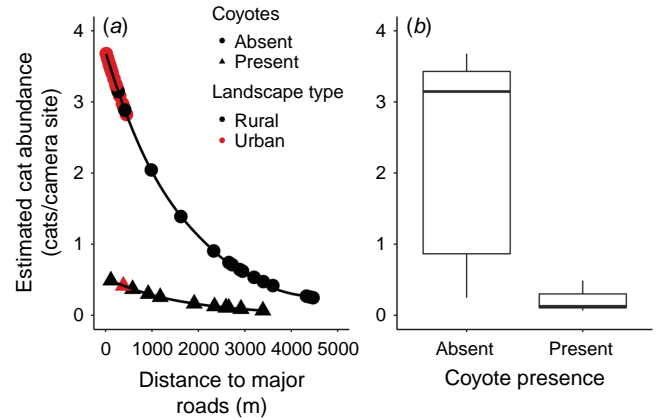 (a)
Coyotes
Absent
Present
Landscape type
Rural
Urban
4
3
2
1
0
Estimated cat abundance
(cats/camera site)
0 1000 2000 3000 4000 5000
Distance to major
roads (m)
(b)
4
3
2
1
0
Absent Present
Coyote presence